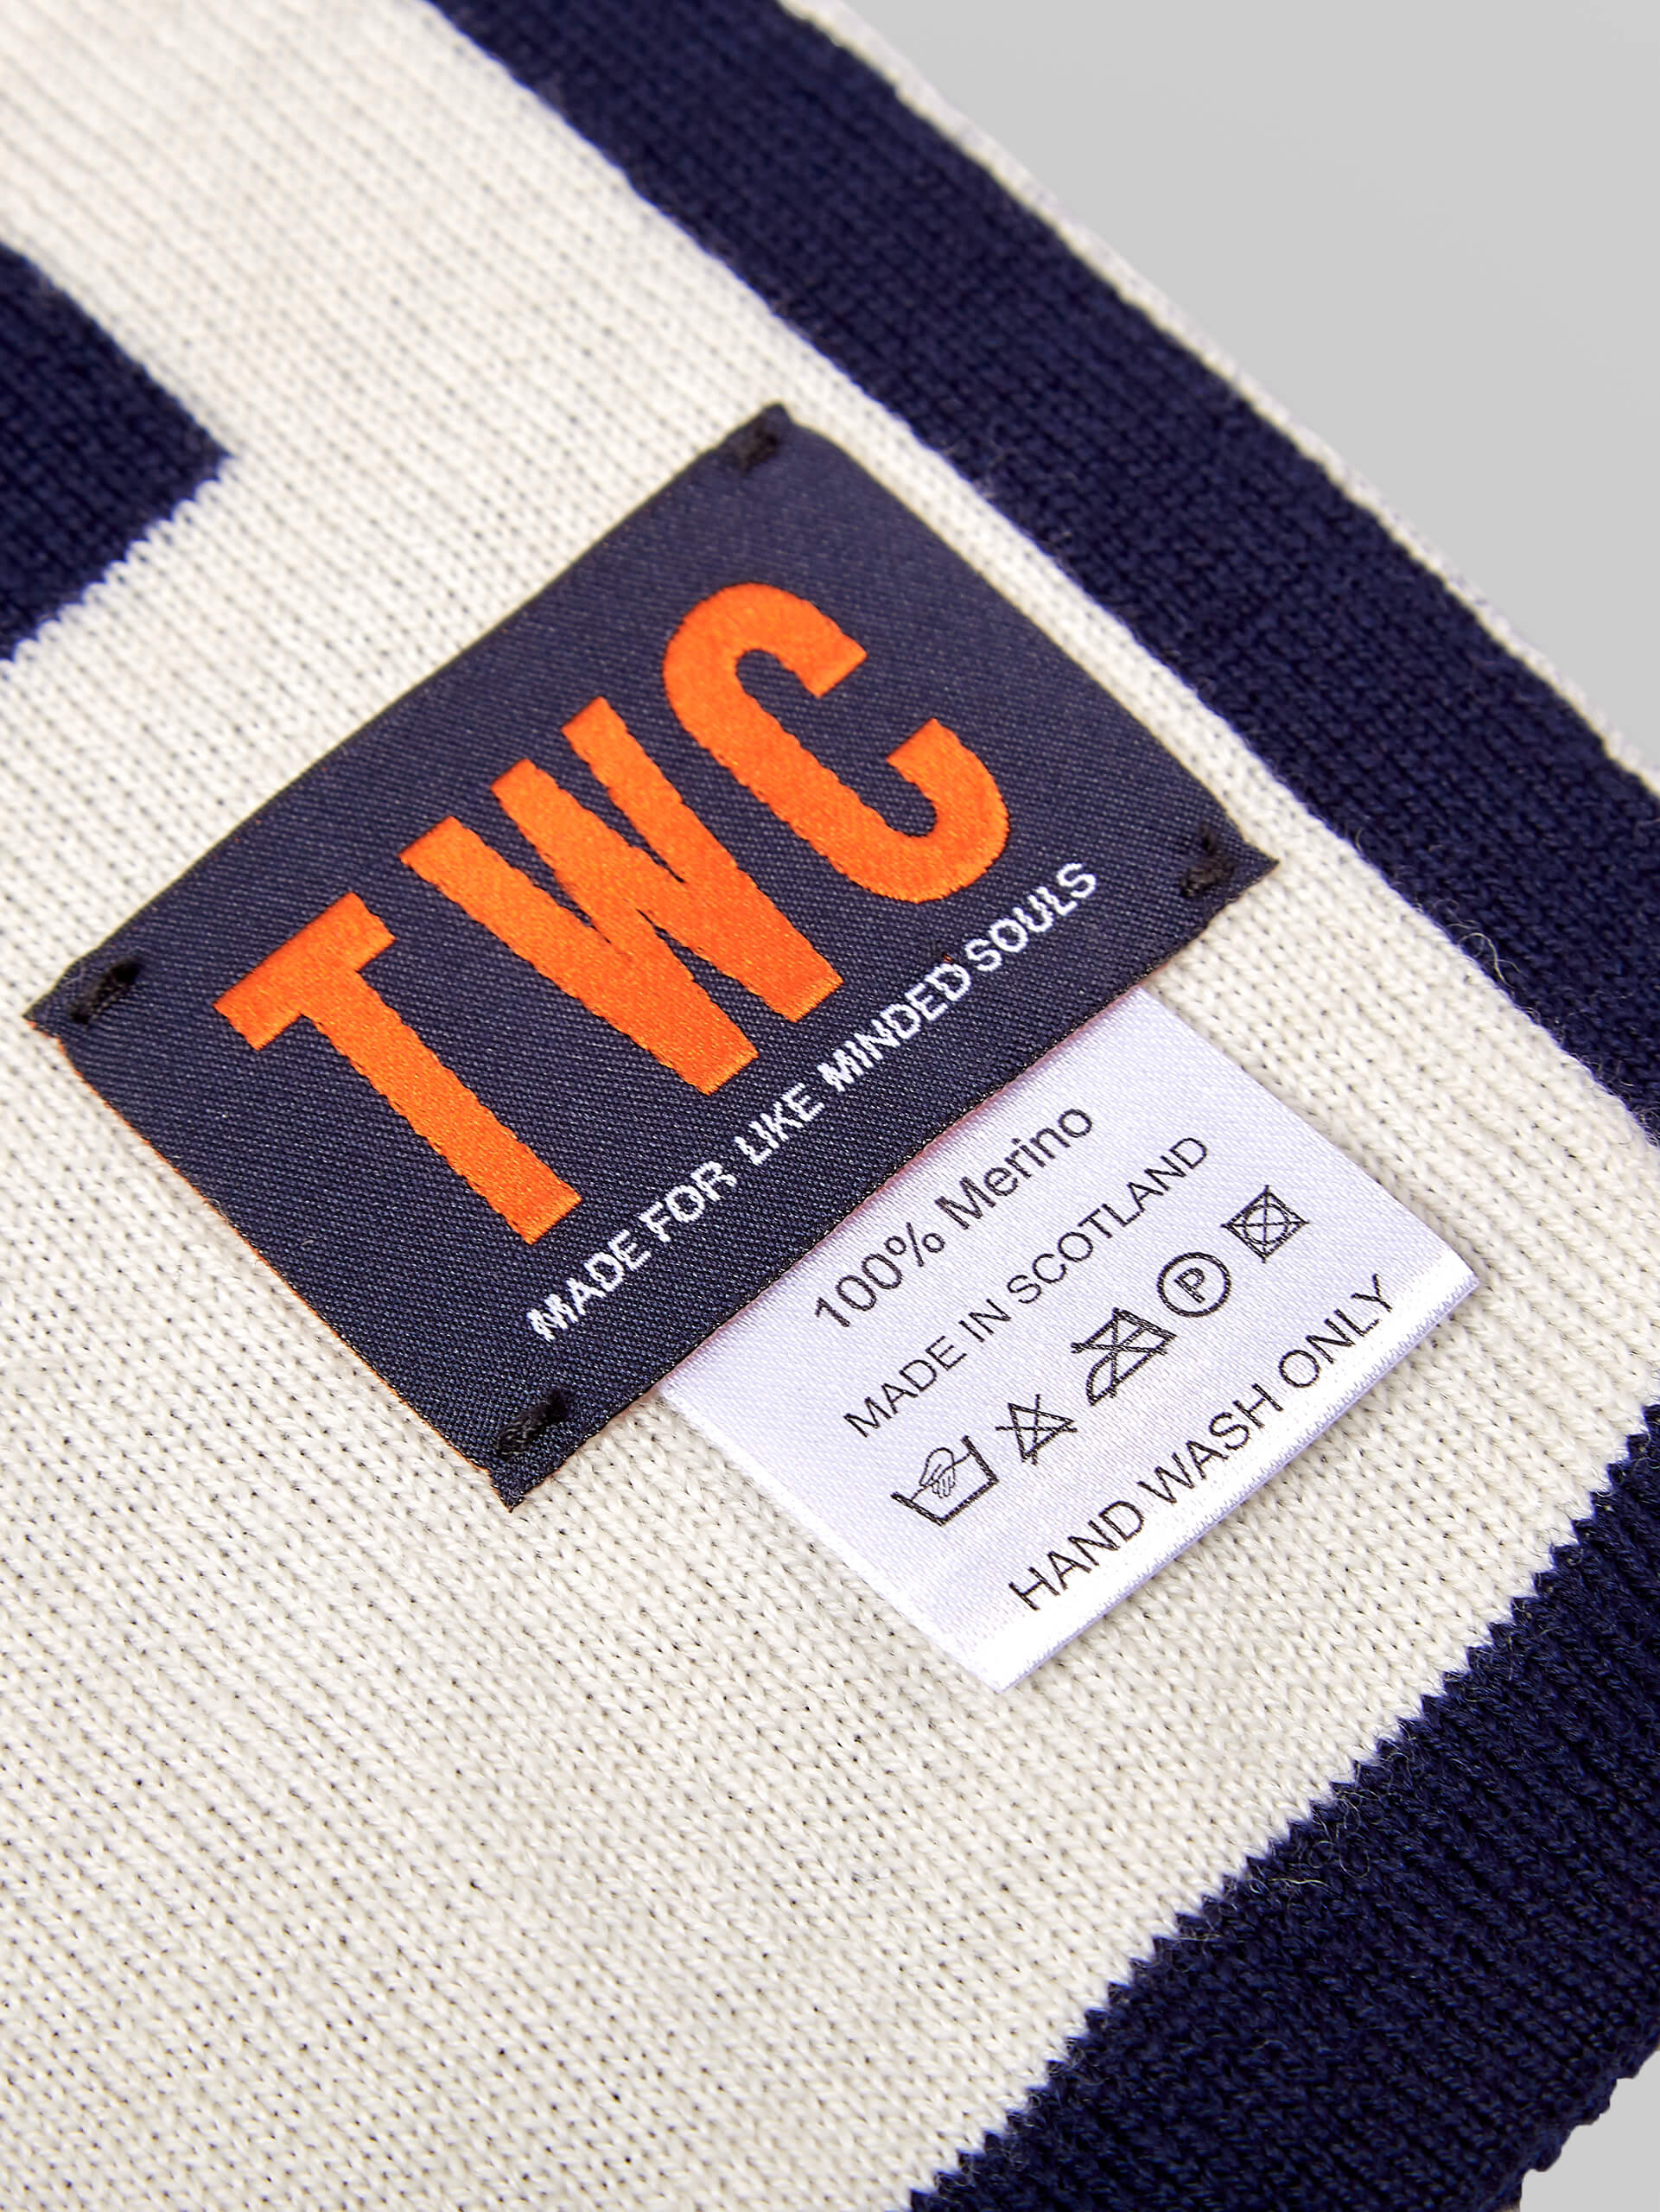 TWC
MADE FOR LIKE MINDED SOULS
100% Merino
MADE IN SCOTLAND
P
HAND WASH ONLY